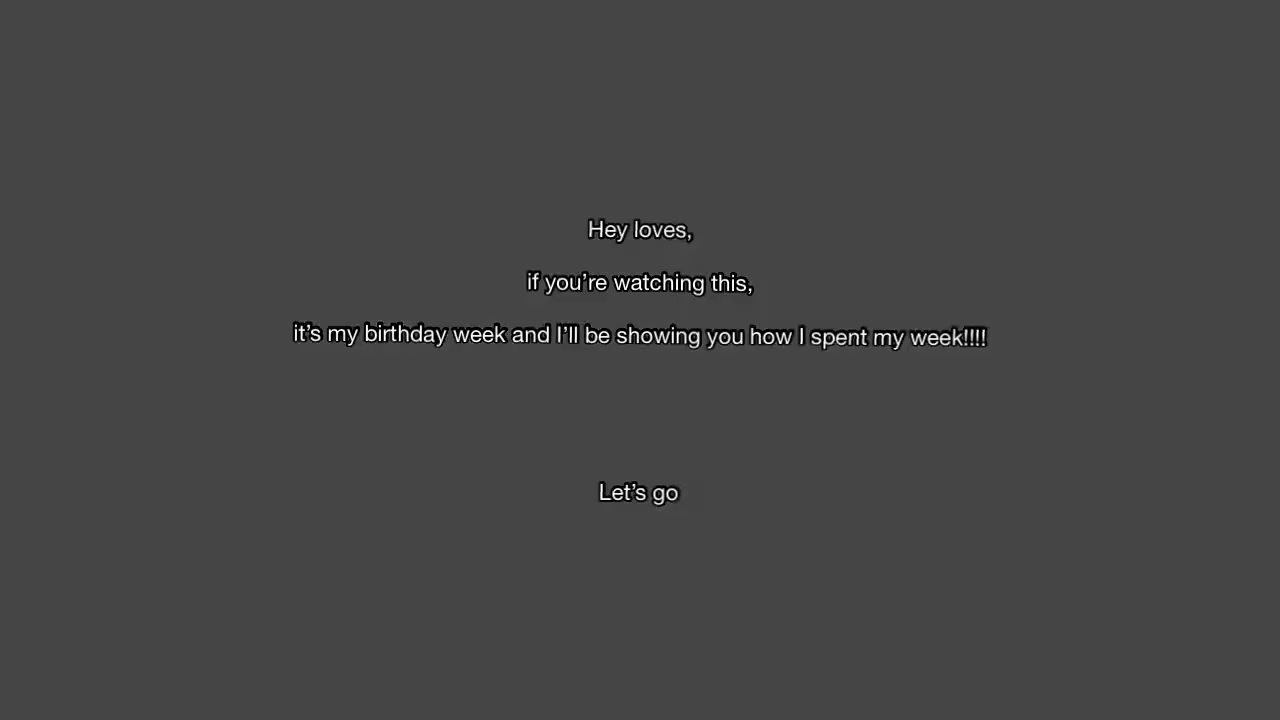 Hey loves,
if you’re watching this,
it’s my birthday week and I’ll be showing you how I spent my week!!!!
Let’s go